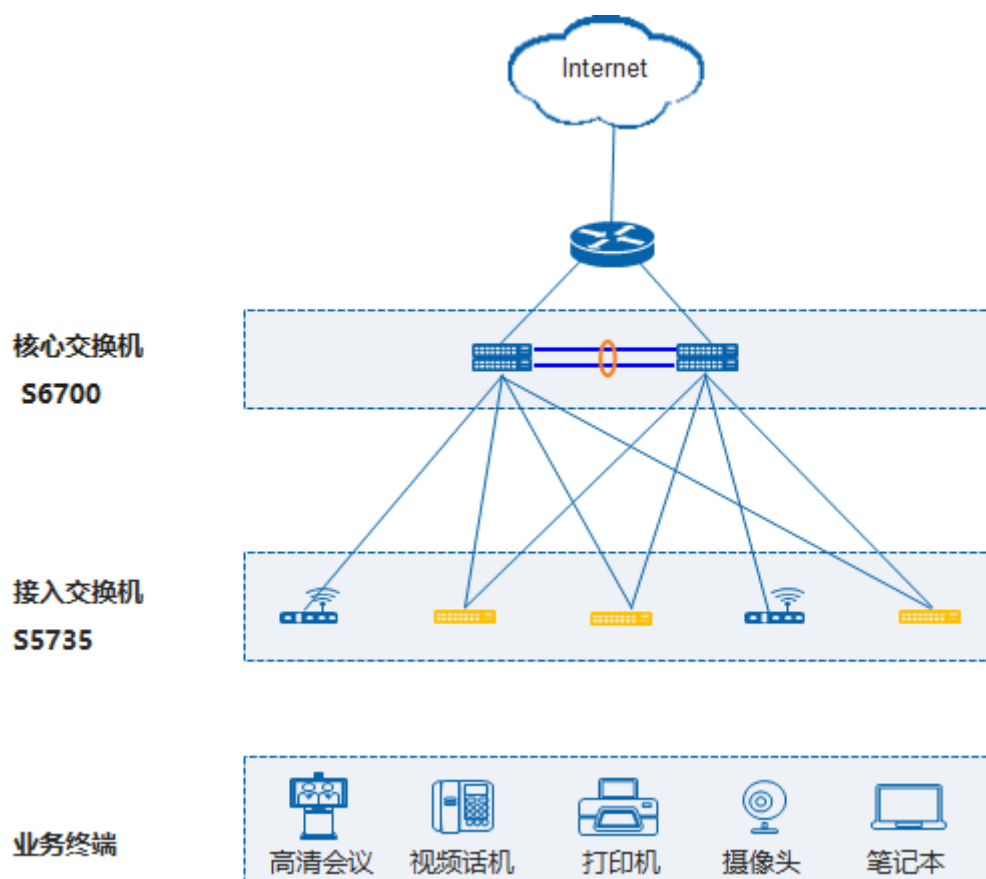 Internet
核心交换机
S6700
接入交换机
S5735
业务终端
高清会议 视频话机 打印机 摄像头 笔记本